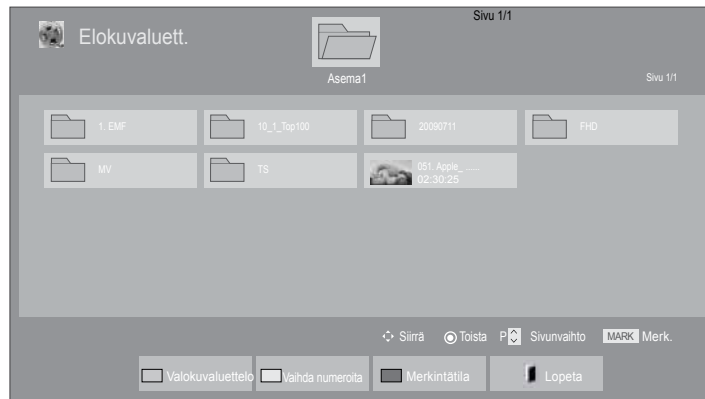 Sivu 1/1
Elokuvaluett.
Asema1
Sivu 1/1
1. EMF
10_1_Top100
20090711
FHD
MV
TS
051. Apple_ ......
02:30:25
Siirrä Toista P Sivunvaihto MARK Merk.
Valokuvaluettelo Vaihda numeroita Merkintätila Lopeta